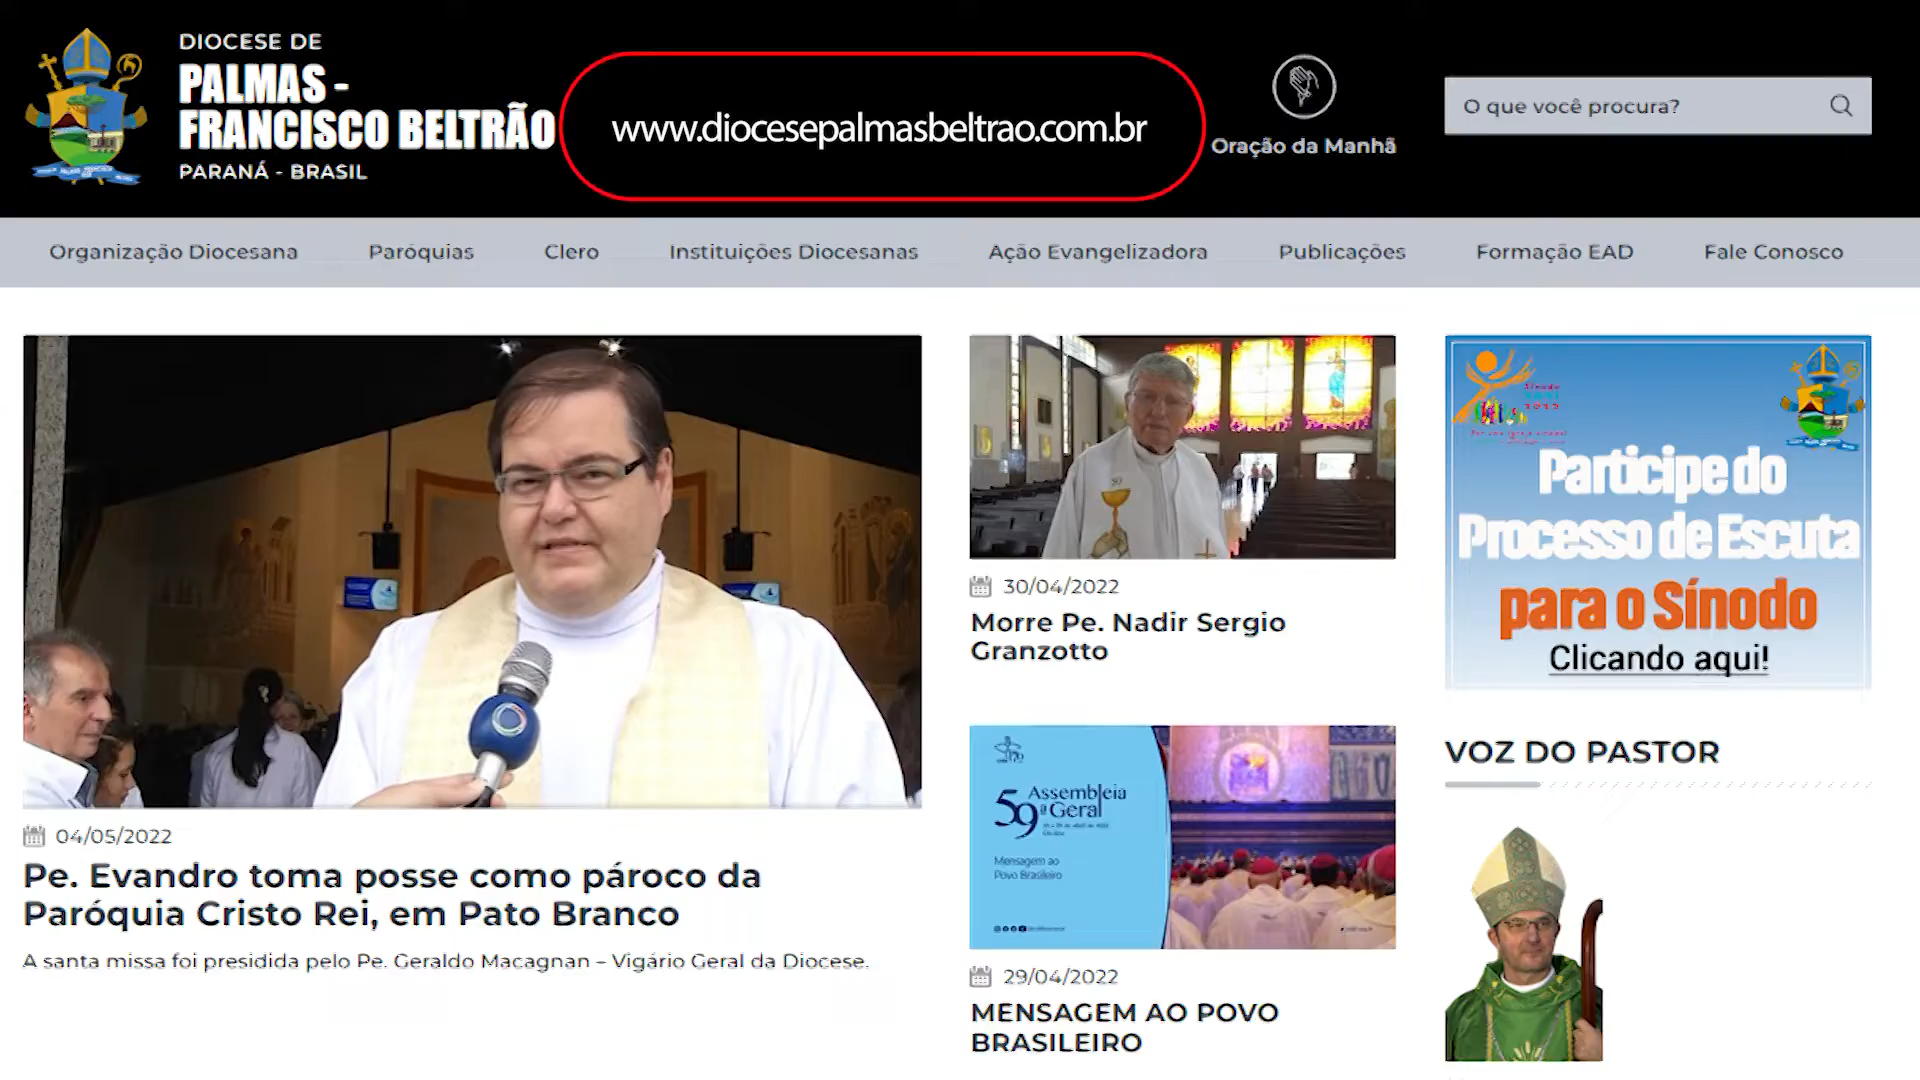 DIOCESE DE
PALMAS -
FRANCISCO BELTRÃO
PARANÁ - BRASIL
www.diocesepalmasbeltrao.com.br
Oração da Manhã
O que você procura?
Organização Diocesana
Paróquias
Clero
Instituições Diocesanas
Ação Evangelizadora
Publicações
Formação EAD
Fale Conosco
04/05/2022
Pe. Evandro toma posse como pároco da
Paróquia Cristo Rei, em Pato Branco
A santa missa foi presidida pelo Pe. Geraldo Macagnan – Vigário Geral da Diocese.
30/04/2022
Morre Pe. Nadir Sergio
Granzotto
59ª Assembleia
Geral
Mensagem ao
Povo Brasileiro
29/04/2022
MENSAGEM AO POVO
BRASILEIRO
Participe do
Processo de Escuta
para o Sínodo
Clicando aqui!
VOZ DO PASTOR